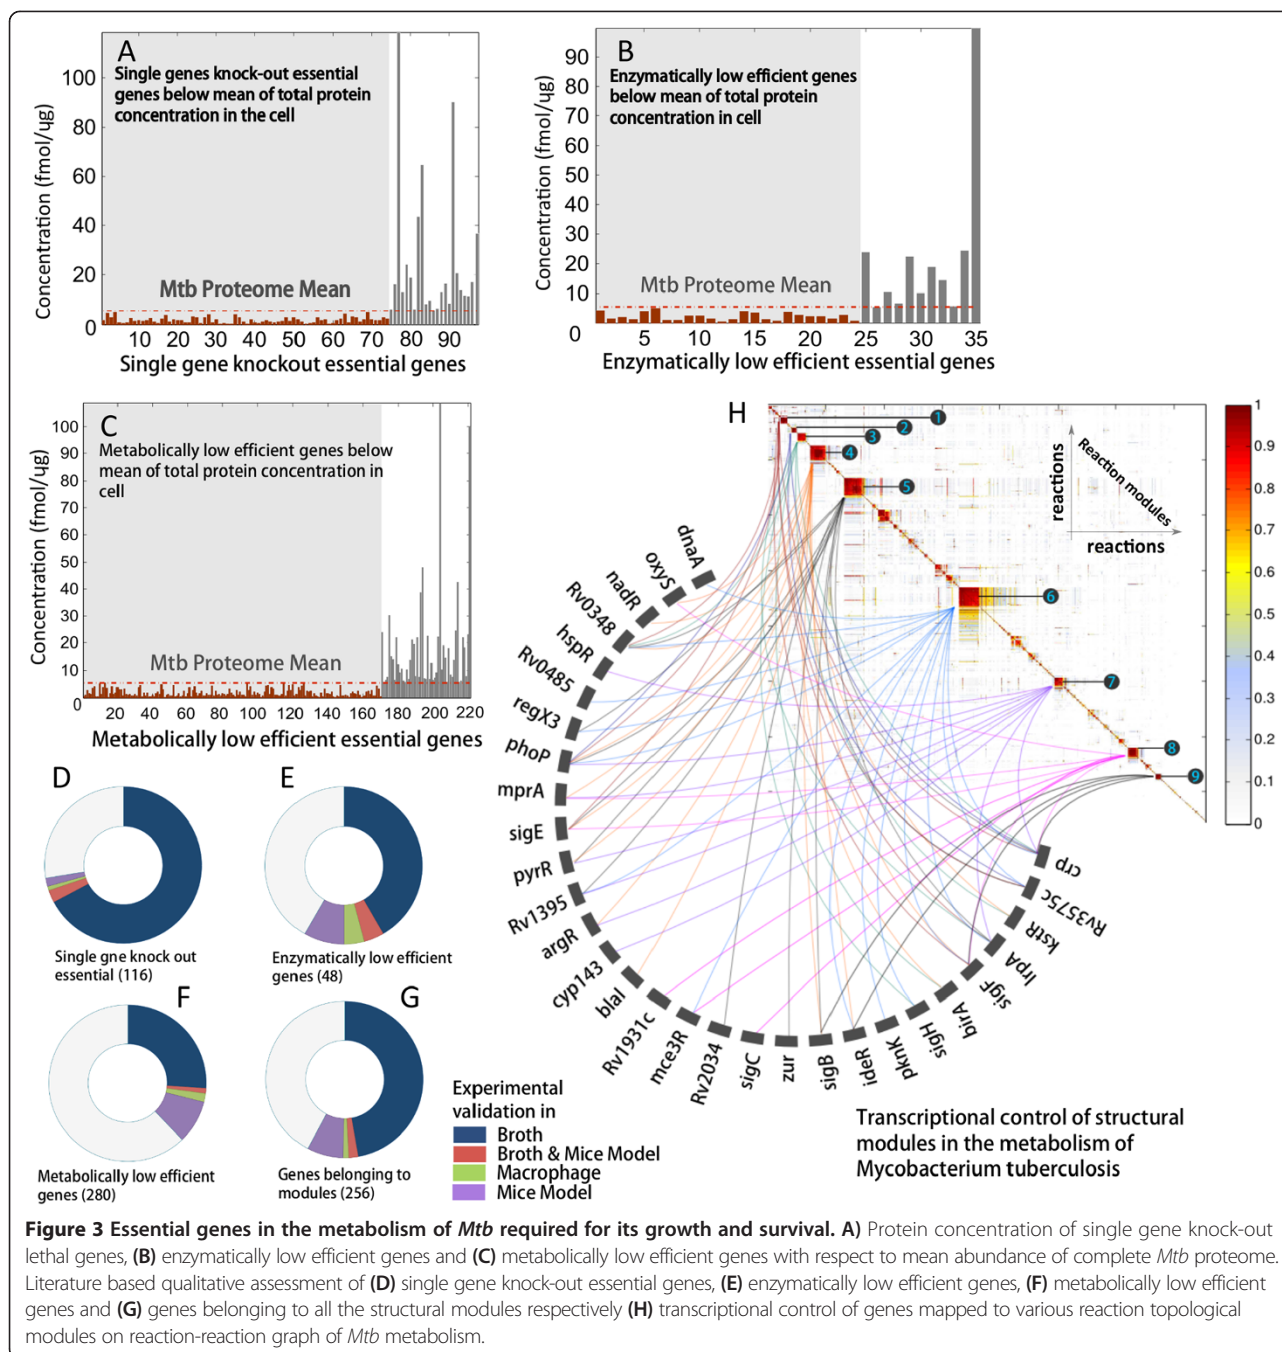 A
Single genes knock-out essential
genes below mean of total protein
concentration in the cell
Concentration (fmol/ųg)
100
80
60
40
20
0
Mtb Proteome Mean
10 20 30 40 50 60 70 80 90
Single gene knockout essential genes
B
Enzymatically low efficient genes
below mean of total protein
concentration in cell
Concentration (fmol/ųg)
90
80
70
60
50
40
30
20
10
0
Mtb Proteome Mean
5 10 15 20 25 30 35
Enzymatically low efficient essential genes
C
Metabolically low efficient genes below
mean of total protein concentration in
cell
Concentration (fmol/ųg)
100
90
80
70
60
50
40
30
20
10
0
Mtb Proteome Mean
20 40 60 80 100 120 140 160 180 200 220
Metabolically low efficient essential genes
D
Single gne knock out
essential (116)
E
Enzymatically low efficient
genes (48)
F
Metabolically low efficient
genes (280)
G
Genes belonging to
modules (256)
Experimental
validation in
Broth
Broth & Mice Model
Macrophage
Mice Model
H
1
2
3
4
5
6
7
8
9
reactions
Reaction modules
reactions
1
0.9
0.8
0.7
0.6
0.5
0.4
0.3
0.2
0.1
0
dnaA
oxyS
nadR
Rv0348
hspR
Rv0485
regX3
phoP
mprA
sigE
pyrR
Rv1395
argR
cyp143
blaI
Rv1931c
mce3R
Rv2034
sigC
zur
sigB
ideR
pknK
sigH
birA
sigF
lrpA
kstR
Rv3575c
crp
Transcriptional control of structural
modules in the metabolism of
Mycobacterium tuberculosis
Figure 3 Essential genes in the metabolism of Mtb required for its growth and survival. A) Protein concentration of single gene knock-out
lethal genes, (B) enzymatically low efficient genes and (C) metabolically low efficient genes with respect to mean abundance of complete Mtb proteome.
Literature based qualitative assessment of (D) single gene knock-out essential genes, (E) enzymatically low efficient genes, (F) metabolically low efficient
genes and (G) genes belonging to all the structural modules respectively (H) transcriptional control of genes mapped to various reaction topological
modules on reaction-reaction graph of Mtb metabolism.